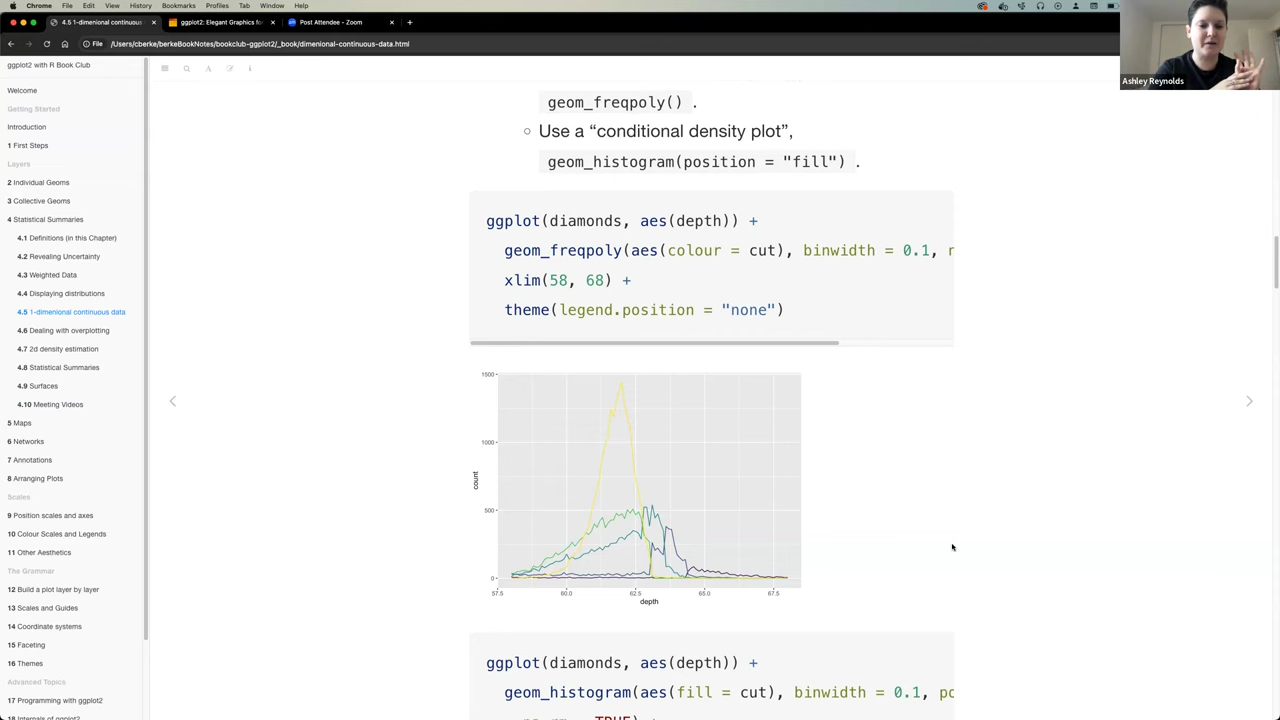 Chrome File Edit View History Bookmarks Profiles Tab Window Help
4.5 1-dimenional continuous
ggplot2: Elegant Graphics for
Post Attendee - Zoom
File /Users/cberke/berkeBookNotes/bookclub-ggplot2/_book/dimenional-continuous-data.html
Ashley Reynolds
ggplot2 with R Book Club
Welcome
Getting Started
Introduction
1 First Steps
Layers
2 Individual Geoms
3 Collective Geoms
4 Statistical Summaries
4.1 Definitions (in this Chapter)
4.2 Revealing Uncertainty
4.3 Weighted Data
4.4 Displaying distributions
4.5 1-dimenional continuous data
4.6 Dealing with overplotting
4.7 2d density estimation
4.8 Statistical Summaries
4.9 Surfaces
4.10 Meeting Videos
5 Maps
6 Networks
7 Annotations
8 Arranging Plots
Scales
9 Position scales and axes
10 Colour Scales and Legends
11 Other Aesthetics
The Grammar
12 Build a plot layer by layer
13 Scales and Guides
14 Coordinate systems
15 Faceting
16 Themes
Advanced Topics
17 Programming with ggplot2
18 Internals of ggplot2
geom_freqpoly() .
Use a “conditional density plot”,
geom_histogram(position = "fill") .
ggplot(diamonds, aes(depth)) +
geom_freqpoly(aes(colour = cut), binwidth = 0.1,
xlim(58, 68) +
theme(legend.position = "none")
1500
1000
500
0
count
57.5 60.0 62.5 65.0 67.5
depth
ggplot(diamonds, aes(depth)) +
geom_histogram(aes(fill = cut), binwidth = 0.1,
= TRUE) +